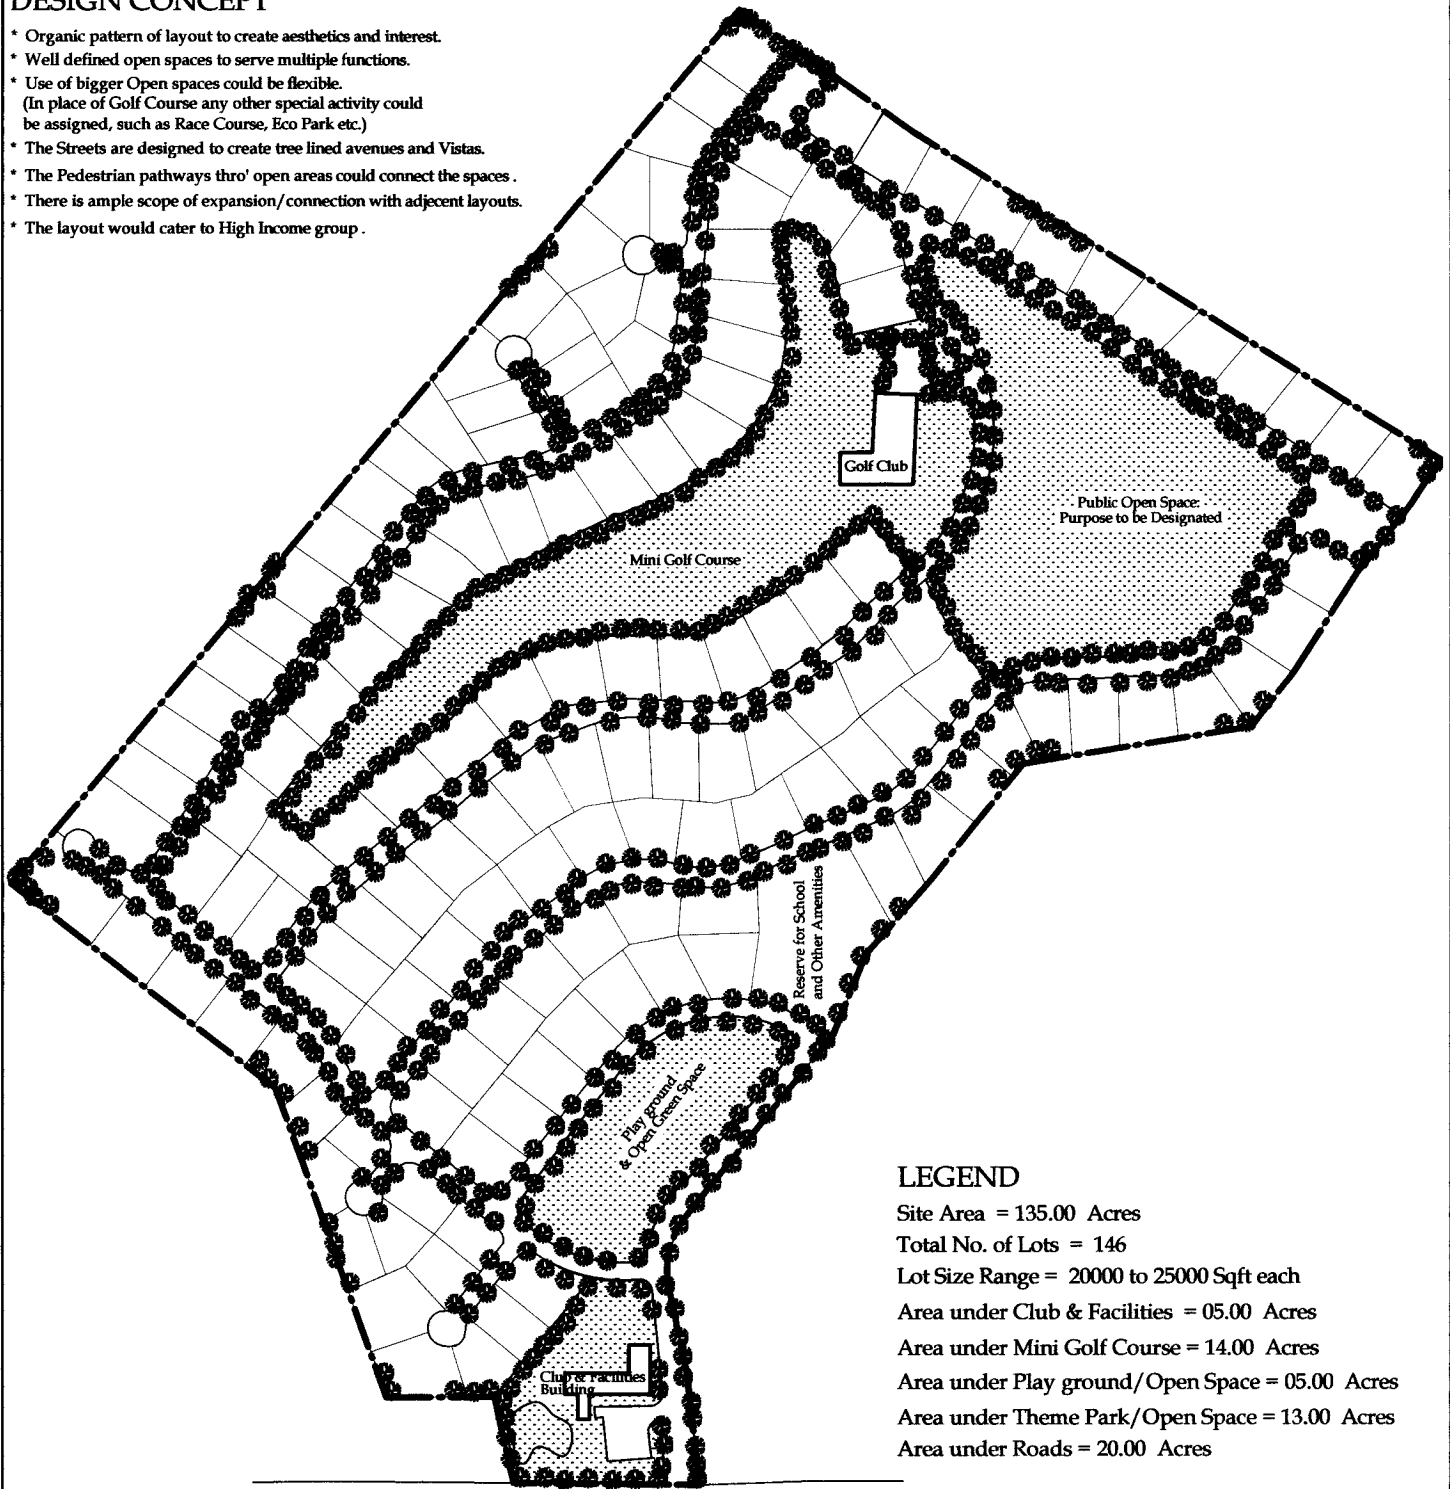 DESIGN CONCEPT
* Organic pattern of layout to create aesthetics and interest.
* Well defined open spaces to serve multiple functions.
* Use of bigger Open spaces could be flexible.
(In place of Golf Course any other special activity could
be assigned, such as Race Course, Eco Park etc.)
* The Streets are designed to create tree lined avenues and Vistas.
* The Pedestrian pathways thro' open areas could connect the spaces .
* There is ample scope of expansion/connection with adjecent layouts.
* The layout would cater to High Income group .
Golf Club
Public Open Space:
Purpose to be Designated
Mini Golf Course
Reserve for School
and Other Amenities
Play ground
& Open Green Space
Club & Facilities
Building
LEGEND
Site Area = 135.00 Acres
Total No. of Lots = 146
Lot Size Range = 20000 to 25000 Sqft each
Area under Club & Facilities = 05.00 Acres
Area under Mini Golf Course = 14.00 Acres
Area under Play ground/Open Space = 05.00 Acres
Area under Theme Park/Open Space = 13.00 Acres
Area under Roads = 20.00 Acres